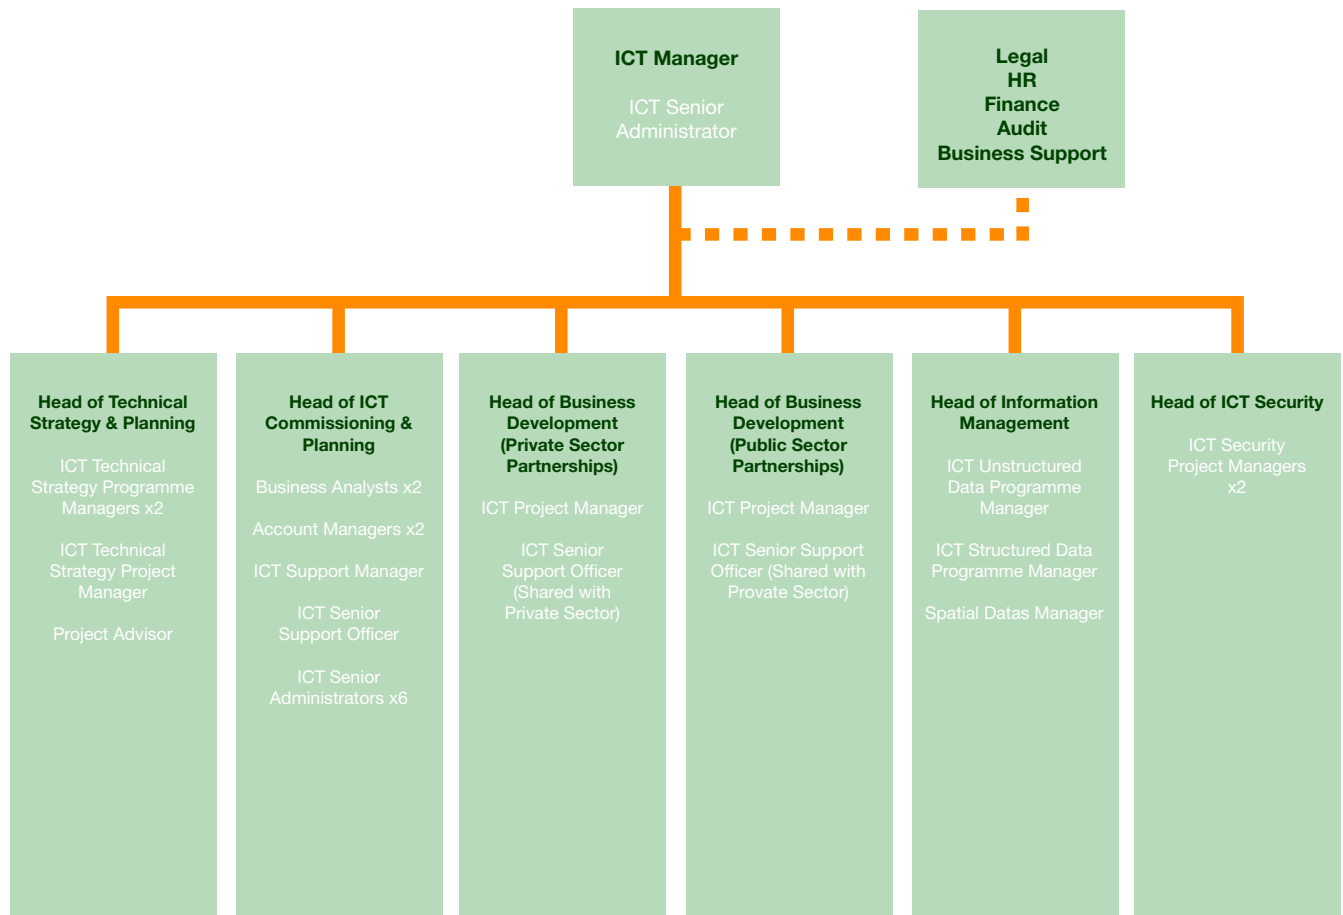 ICT Manager
ICT Senior
Administrator
Legal
HR
Finance
Audit
Business Support
Head of Technical
Strategy & Planning
ICT Technical
Strategy Programme
Managers x2
ICT Technical
Strategy Project
Manager
Project Advisor
Head of ICT
Commissioning &
Planning
Business Analysts x2
Account Managers x2
ICT Support Manager
ICT Senior
Support Officer
ICT Senior
Administrators x6
Head of Business
Development
(Private Sector
Partnerships)
ICT Project Manager
ICT Senior
Support Officer
(Shared with
Private Sector)
Head of Business
Development
(Public Sector
Partnerships)
ICT Project Manager
ICT Senior Support
Officer (Shared with
Provate Sector)
Head of Information
Management
ICT Unstructured
Data Programme
Manager
ICT Structured Data
Programme Manager
Spatial Datas Manager
Head of ICT Security
ICT Security
Project Managers
x2